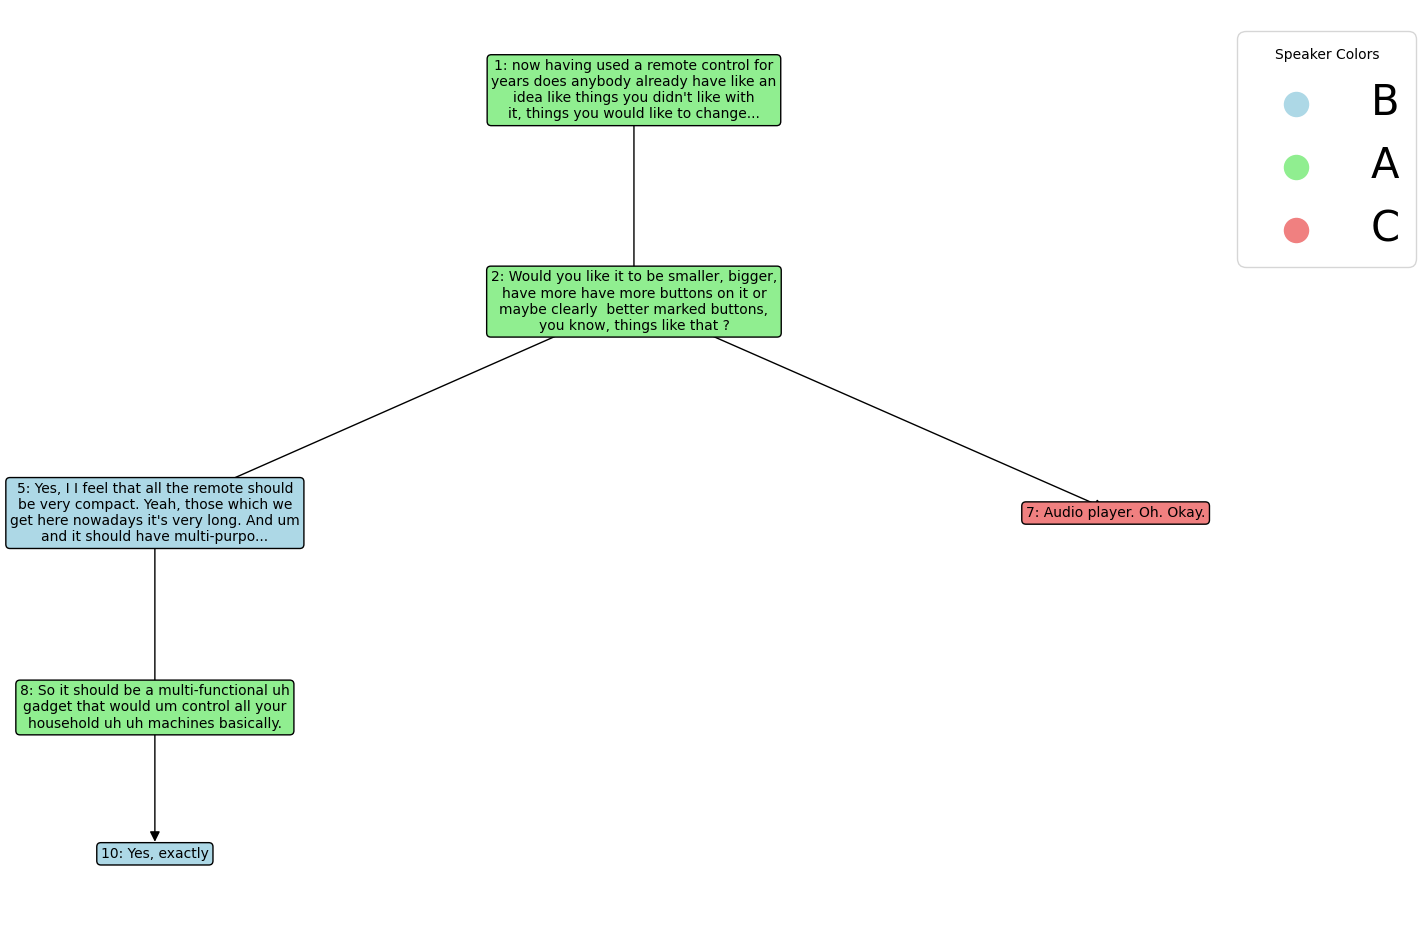 1: now having used a remote control for
years does anybody already have like an
idea like things you didn't like with
it, things you would like to change...
Speaker Colors
B
A
C
2: Would you like it to be smaller, bigger,
have more have more buttons on it or
maybe clearly  better marked buttons,
you know, things like that ?
5: Yes, I I feel that all the remote should
be very compact. Yeah, those which we
get here nowadays it's very long. And um
and it should have multi-purpo...
7: Audio player. Oh. Okay.
8: So it should be a multi-functional uh
gadget that would um control all your
household uh uh machines basically.
10: Yes, exactly